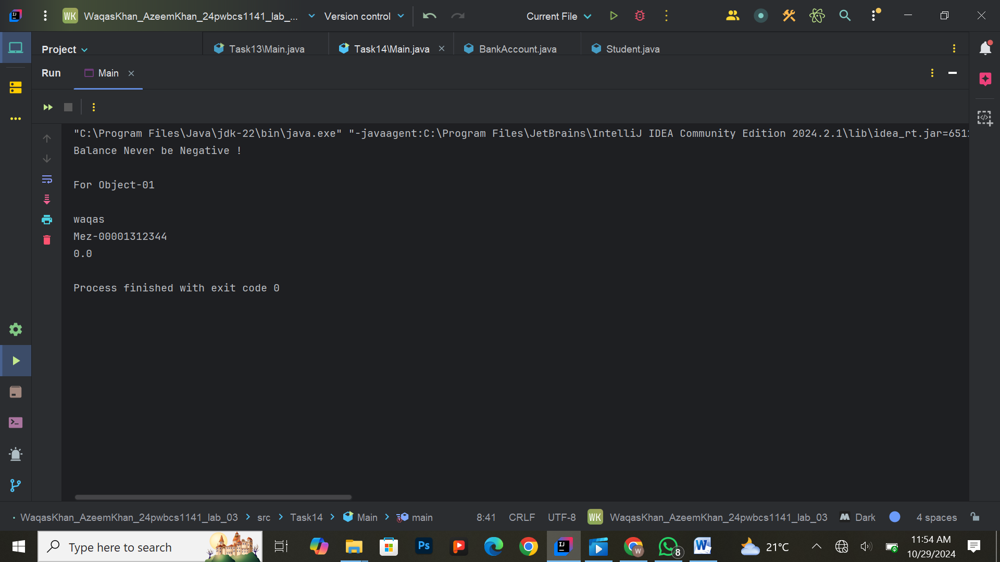 WK WaqasKhan_AzeemKhan_24pwbcs1141_lab_... Version control Current File
Project Task13\Main.java Task14\Main.java BankAccount.java Student.java
Run Main
"C:\Program Files\Java\jdk-22\bin\java.exe" "-javaagent:C:\Program Files\JetBrains\IntelliJ IDEA Community Edition 2024.2.1\lib\idea_rt.jar=651
Balance Never be Negative !
For Object-01
waqas
Mez-00001312344
0.0
Process finished with exit code 0
WaqasKhan_AzeemKhan_24pwbcs1141_lab_03 src Task14 Main main 8:41 CRLF UTF-8 WK WaqasKhan_AzeemKhan_24pwbcs1141_lab_03 Dark 4 spaces
Type here to search Ps IJ W 8 W 21°C 11:54 AM
10/29/2024